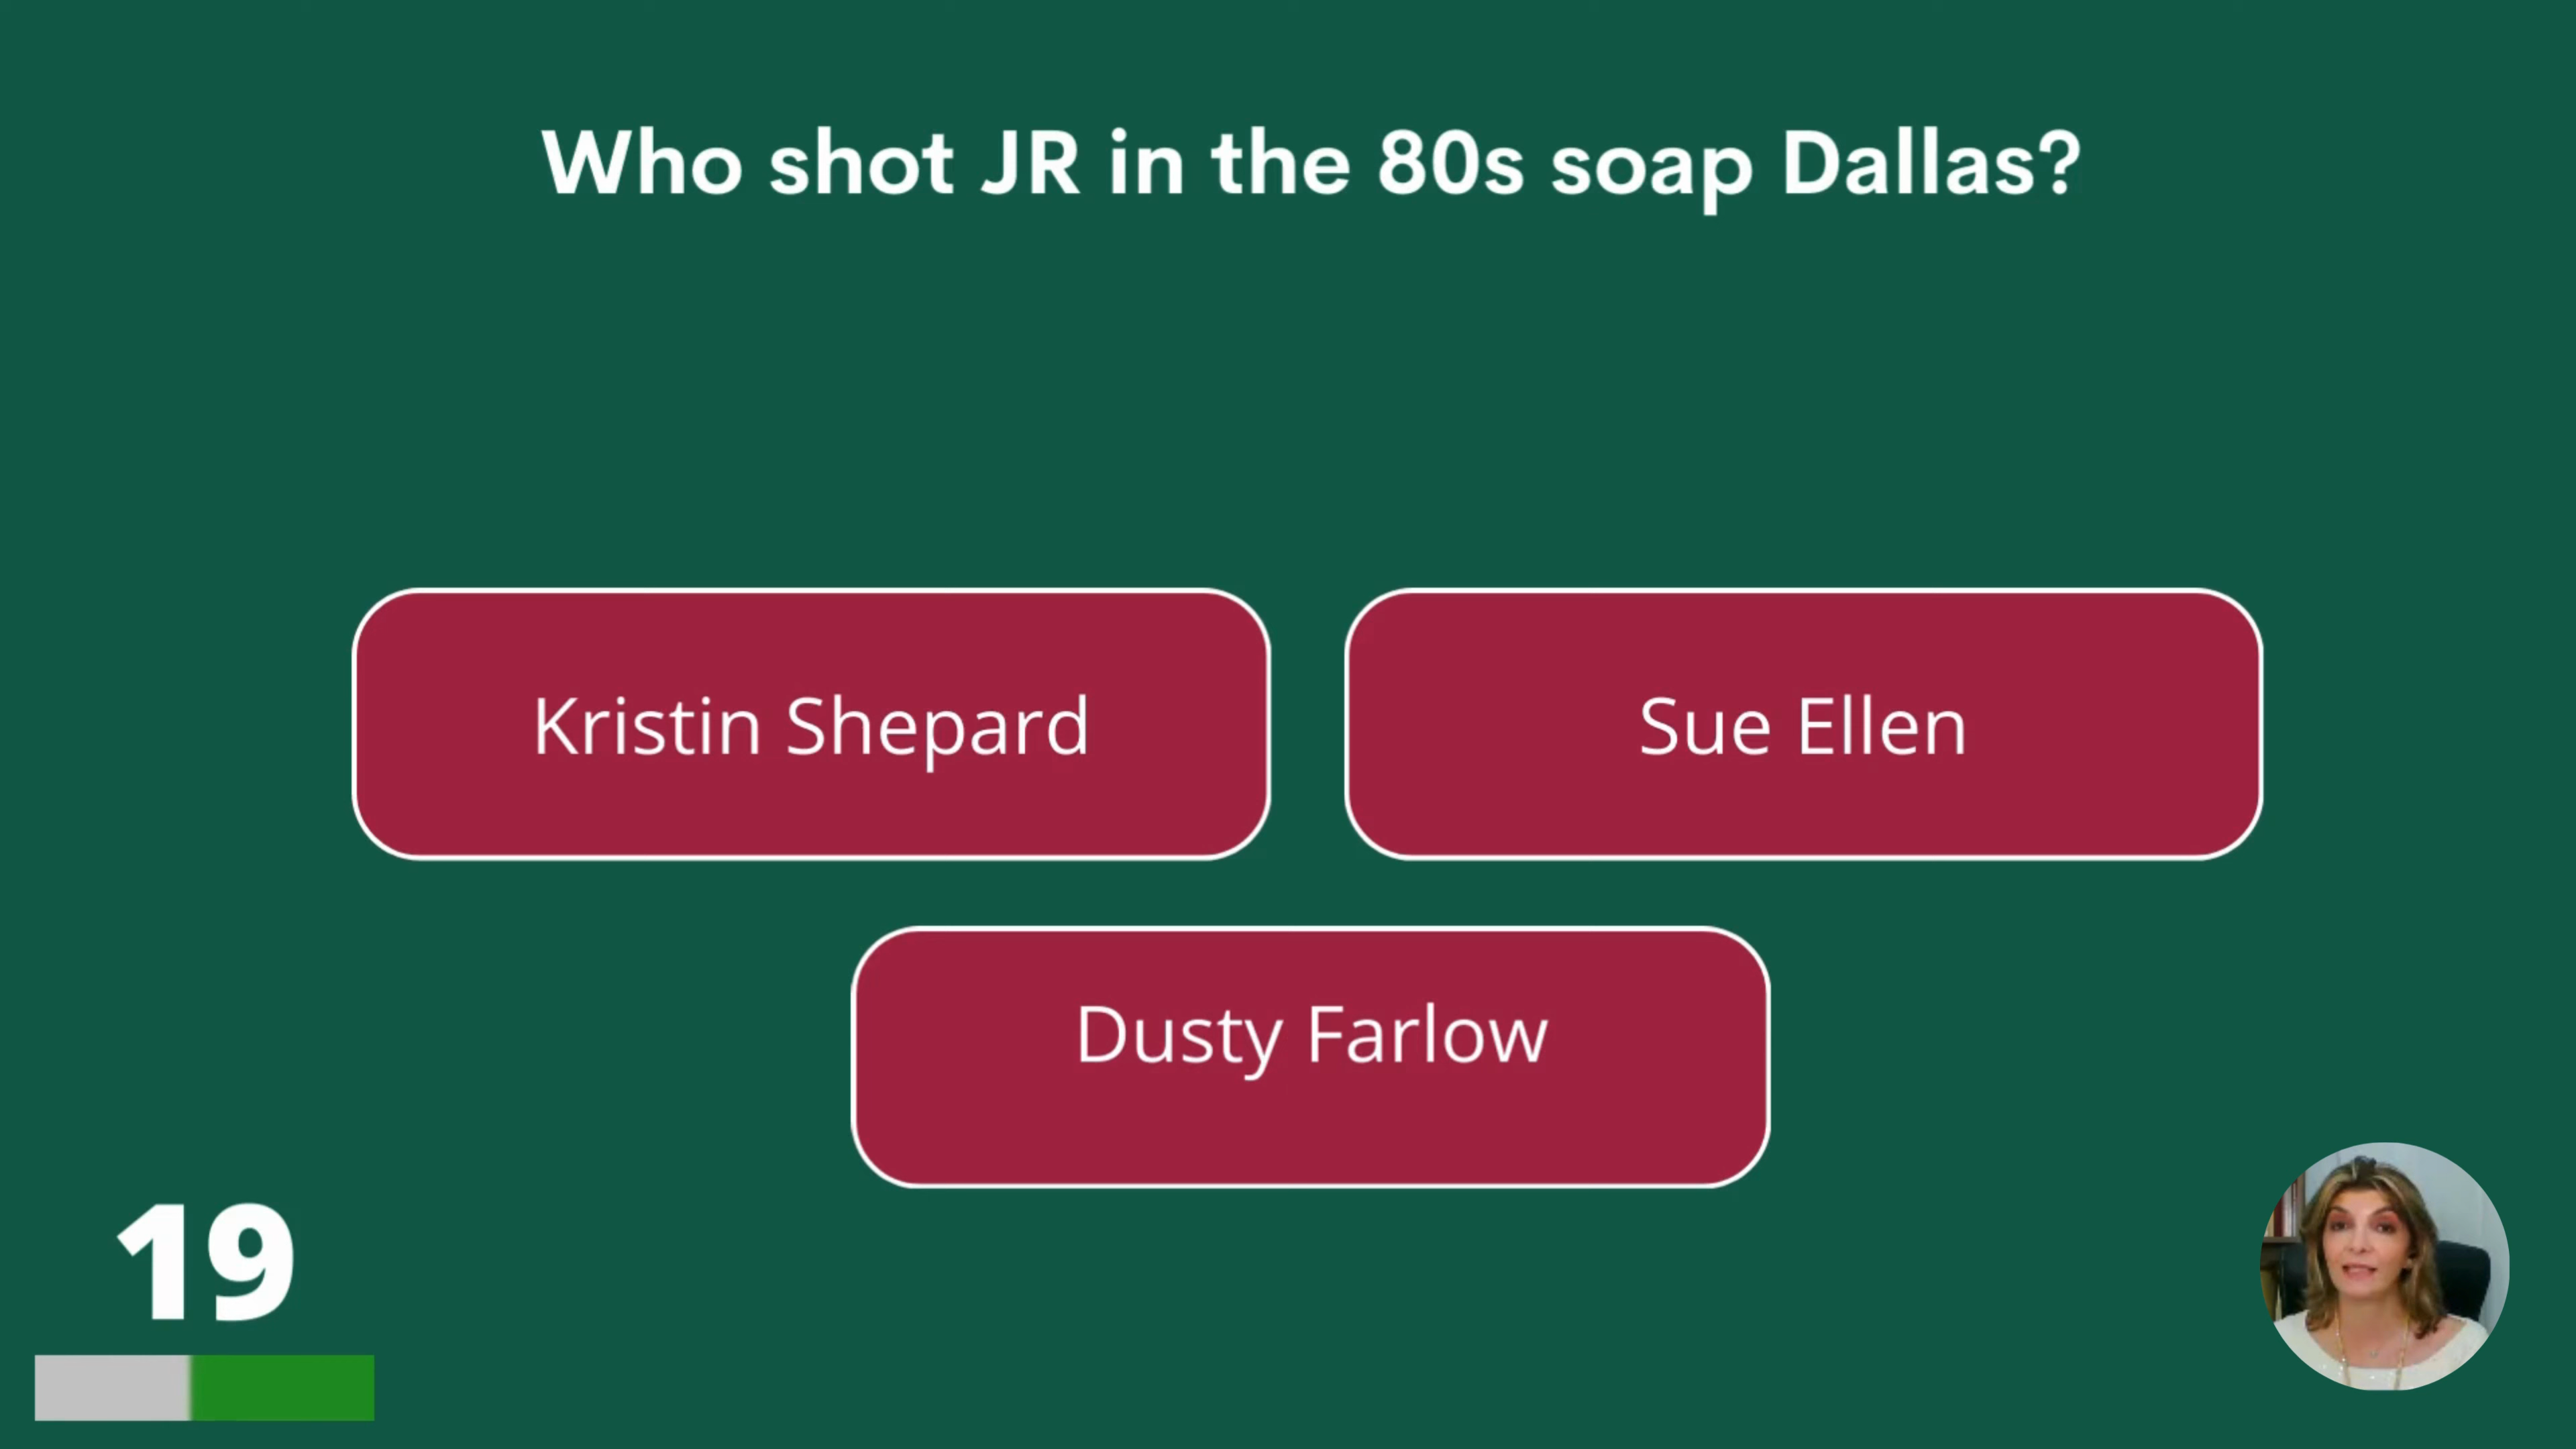 Who shot JR in the 80s soap Dallas?
Kristin Shepard
Sue Ellen
Dusty Farlow
19